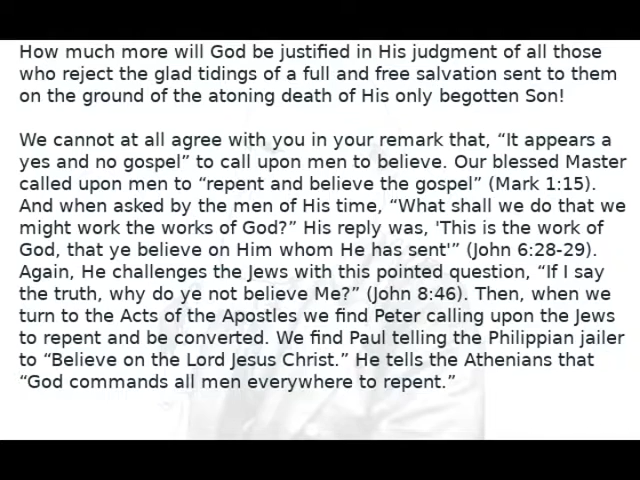 How much more will God be justified in His judgment of all those
who reject the glad tidings of a full and free salvation sent to them
on the ground of the atoning death of His only begotten Son!
We cannot at all agree with you in your remark that, “It appears a
yes and no gospel” to call upon men to believe. Our blessed Master
called upon men to “repent and believe the gospel” (Mark 1:15).
And when asked by the men of His time, “What shall we do that we
might work the works of God?” His reply was, 'This is the work of
God, that ye believe on Him whom He has sent'” (John 6:28-29).
Again, He challenges the Jews with this pointed question, “If I say
the truth, why do ye not believe Me?” (John 8:46). Then, when we
turn to the Acts of the Apostles we find Peter calling upon the Jews
to repent and be converted. We find Paul telling the Philippian jailer
to “Believe on the Lord Jesus Christ.” He tells the Athenians that
“God commands all men everywhere to repent.”